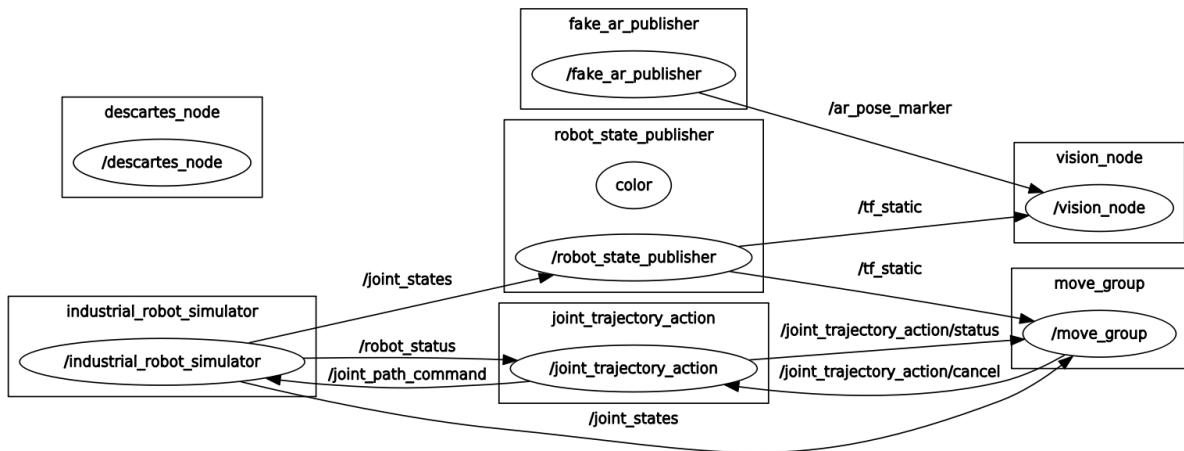 fake_ar_publisher
/fake_ar_publisher
/ar_pose_marker
descartes_node
/descartes_node
robot_state_publisher
color
/robot_state_publisher
vision_node
/vision_node
/tf_static
/tf_static
/joint_states
industrial_robot_simulator
/industrial_robot_simulator
/robot_status
/joint_path_command
/joint_states
joint_trajectory_action
/joint_trajectory_action
/joint_trajectory_action/status
/joint_trajectory_action/cancel
move_group
/move_group